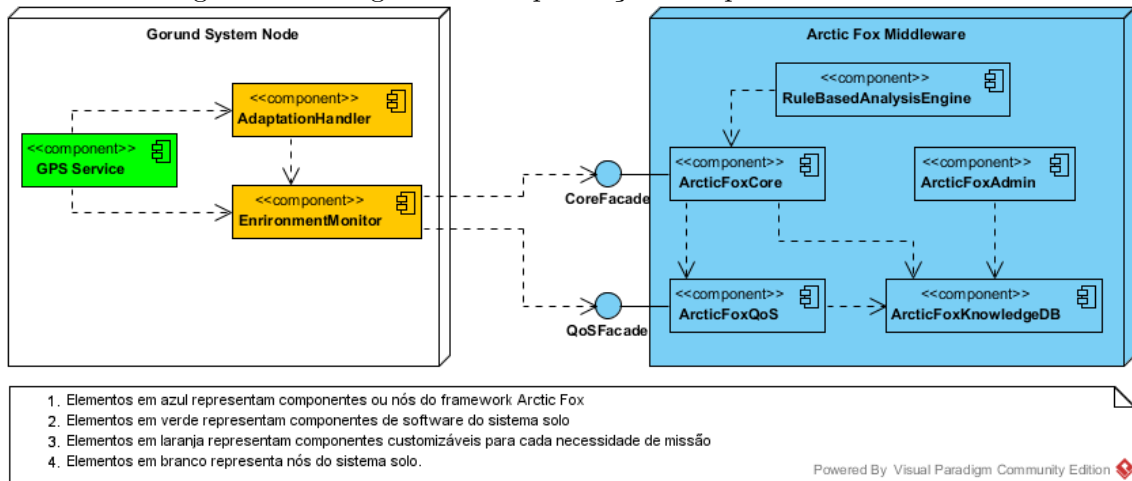 Gorund System Node
Arctic Fox Middleware
<<component>>
RuleBasedAnalysisEngine
<<component>>
AdaptationHandler
<<component>>
GPS Service
<<component>>
ArcticFoxCore
<<component>>
ArcticFoxAdmin
CoreFacade
<<component>>
EnrironmentMonitor
<<component>>
ArcticFoxQoS
<<component>>
ArcticFoxKnowledgeDB
QoSFacade
1. Elementos em azul representam componentes ou nós do framework Arctic Fox
2. Elementos em verde representam componentes de software do sistema solo
3. Elementos em laranja representam componentes customizáveis para cada necessidade de missão
4. Elementos em branco representa nós do sistema solo.
Powered By Visual Paradigm Community Edition